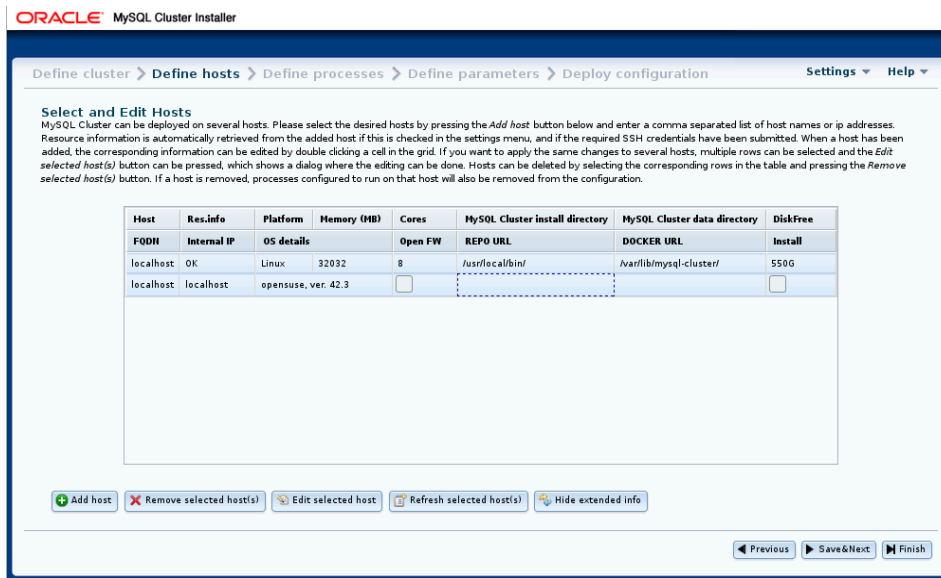 ORACLE® MySQL Cluster Installer
Define cluster > Define hosts > Define processes > Define parameters > Deploy configuration Settings Help
Select and Edit Hosts
MySQL Cluster can be deployed on several hosts. Please select the desired hosts by pressing the Add host button below and enter a comma separated list of host names or ip addresses.
Resource information is automatically retrieved from the added host if this is checked in the settings menu, and if the required SSH credentials have been submitted. When a host has been
added, the corresponding information can be edited by double clicking a cell in the grid. If you want to apply the same changes to several hosts, multiple rows can be selected and the Edit
selected host(s) button can be pressed, which shows a dialog where the editing can be done. Hosts can be deleted by selecting the corresponding rows in the table and pressing the Remove
selected host(s) button. If a host is removed, processes configured to run on that host will also be removed from the configuration.
Host Res.info Platform Memory (MB) Cores MySQL Cluster install directory MySQL Cluster data directory DiskFree
FQDN Internal IP OS details Open FW REPO URL DOCKER URL Install
localhost OK Linux 32032 8 /usr/local/bin/ /var/lib/mysql-cluster/ 550G
localhost localhost opensuse, ver. 42.3
Add host Remove selected host(s) Edit selected host Refresh selected host(s) Hide extended info
Previous Save&Next Finish